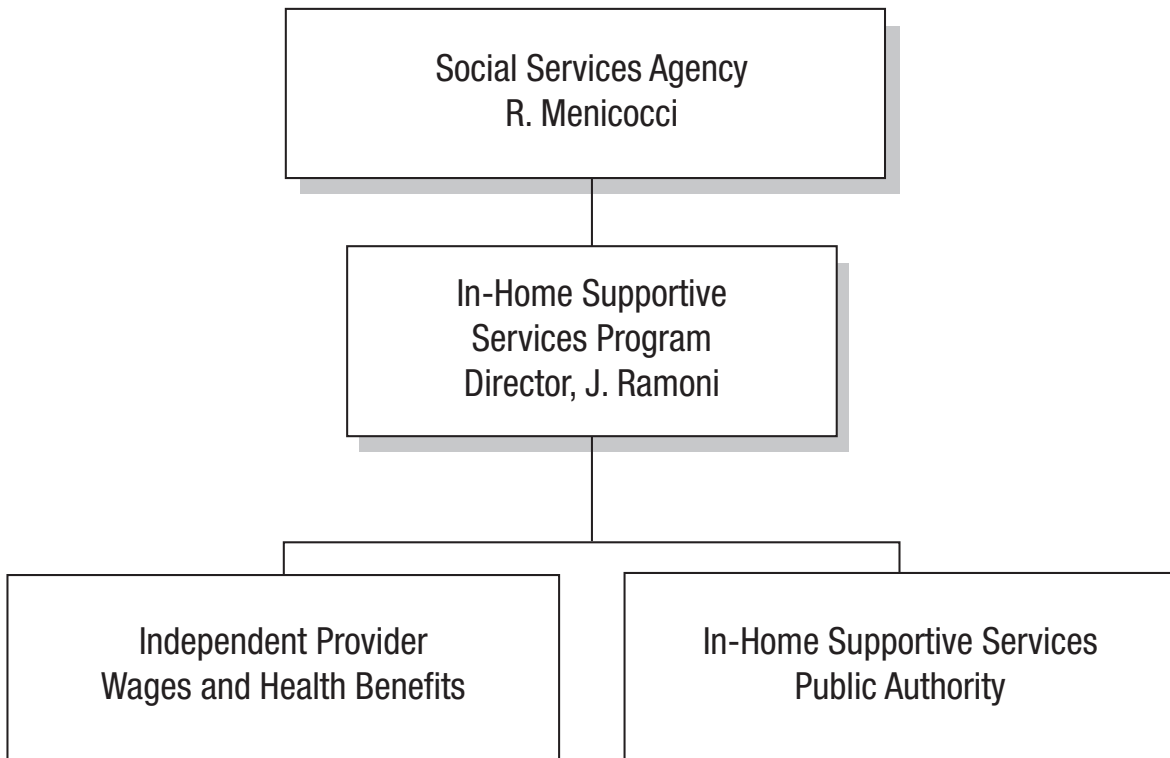 Social Services Agency
R. Menicocci
In-Home Supportive
Services Program
Director, J. Ramoni
Independent Provider
Wages and Health Benefits
In-Home Supportive Services
Public Authority